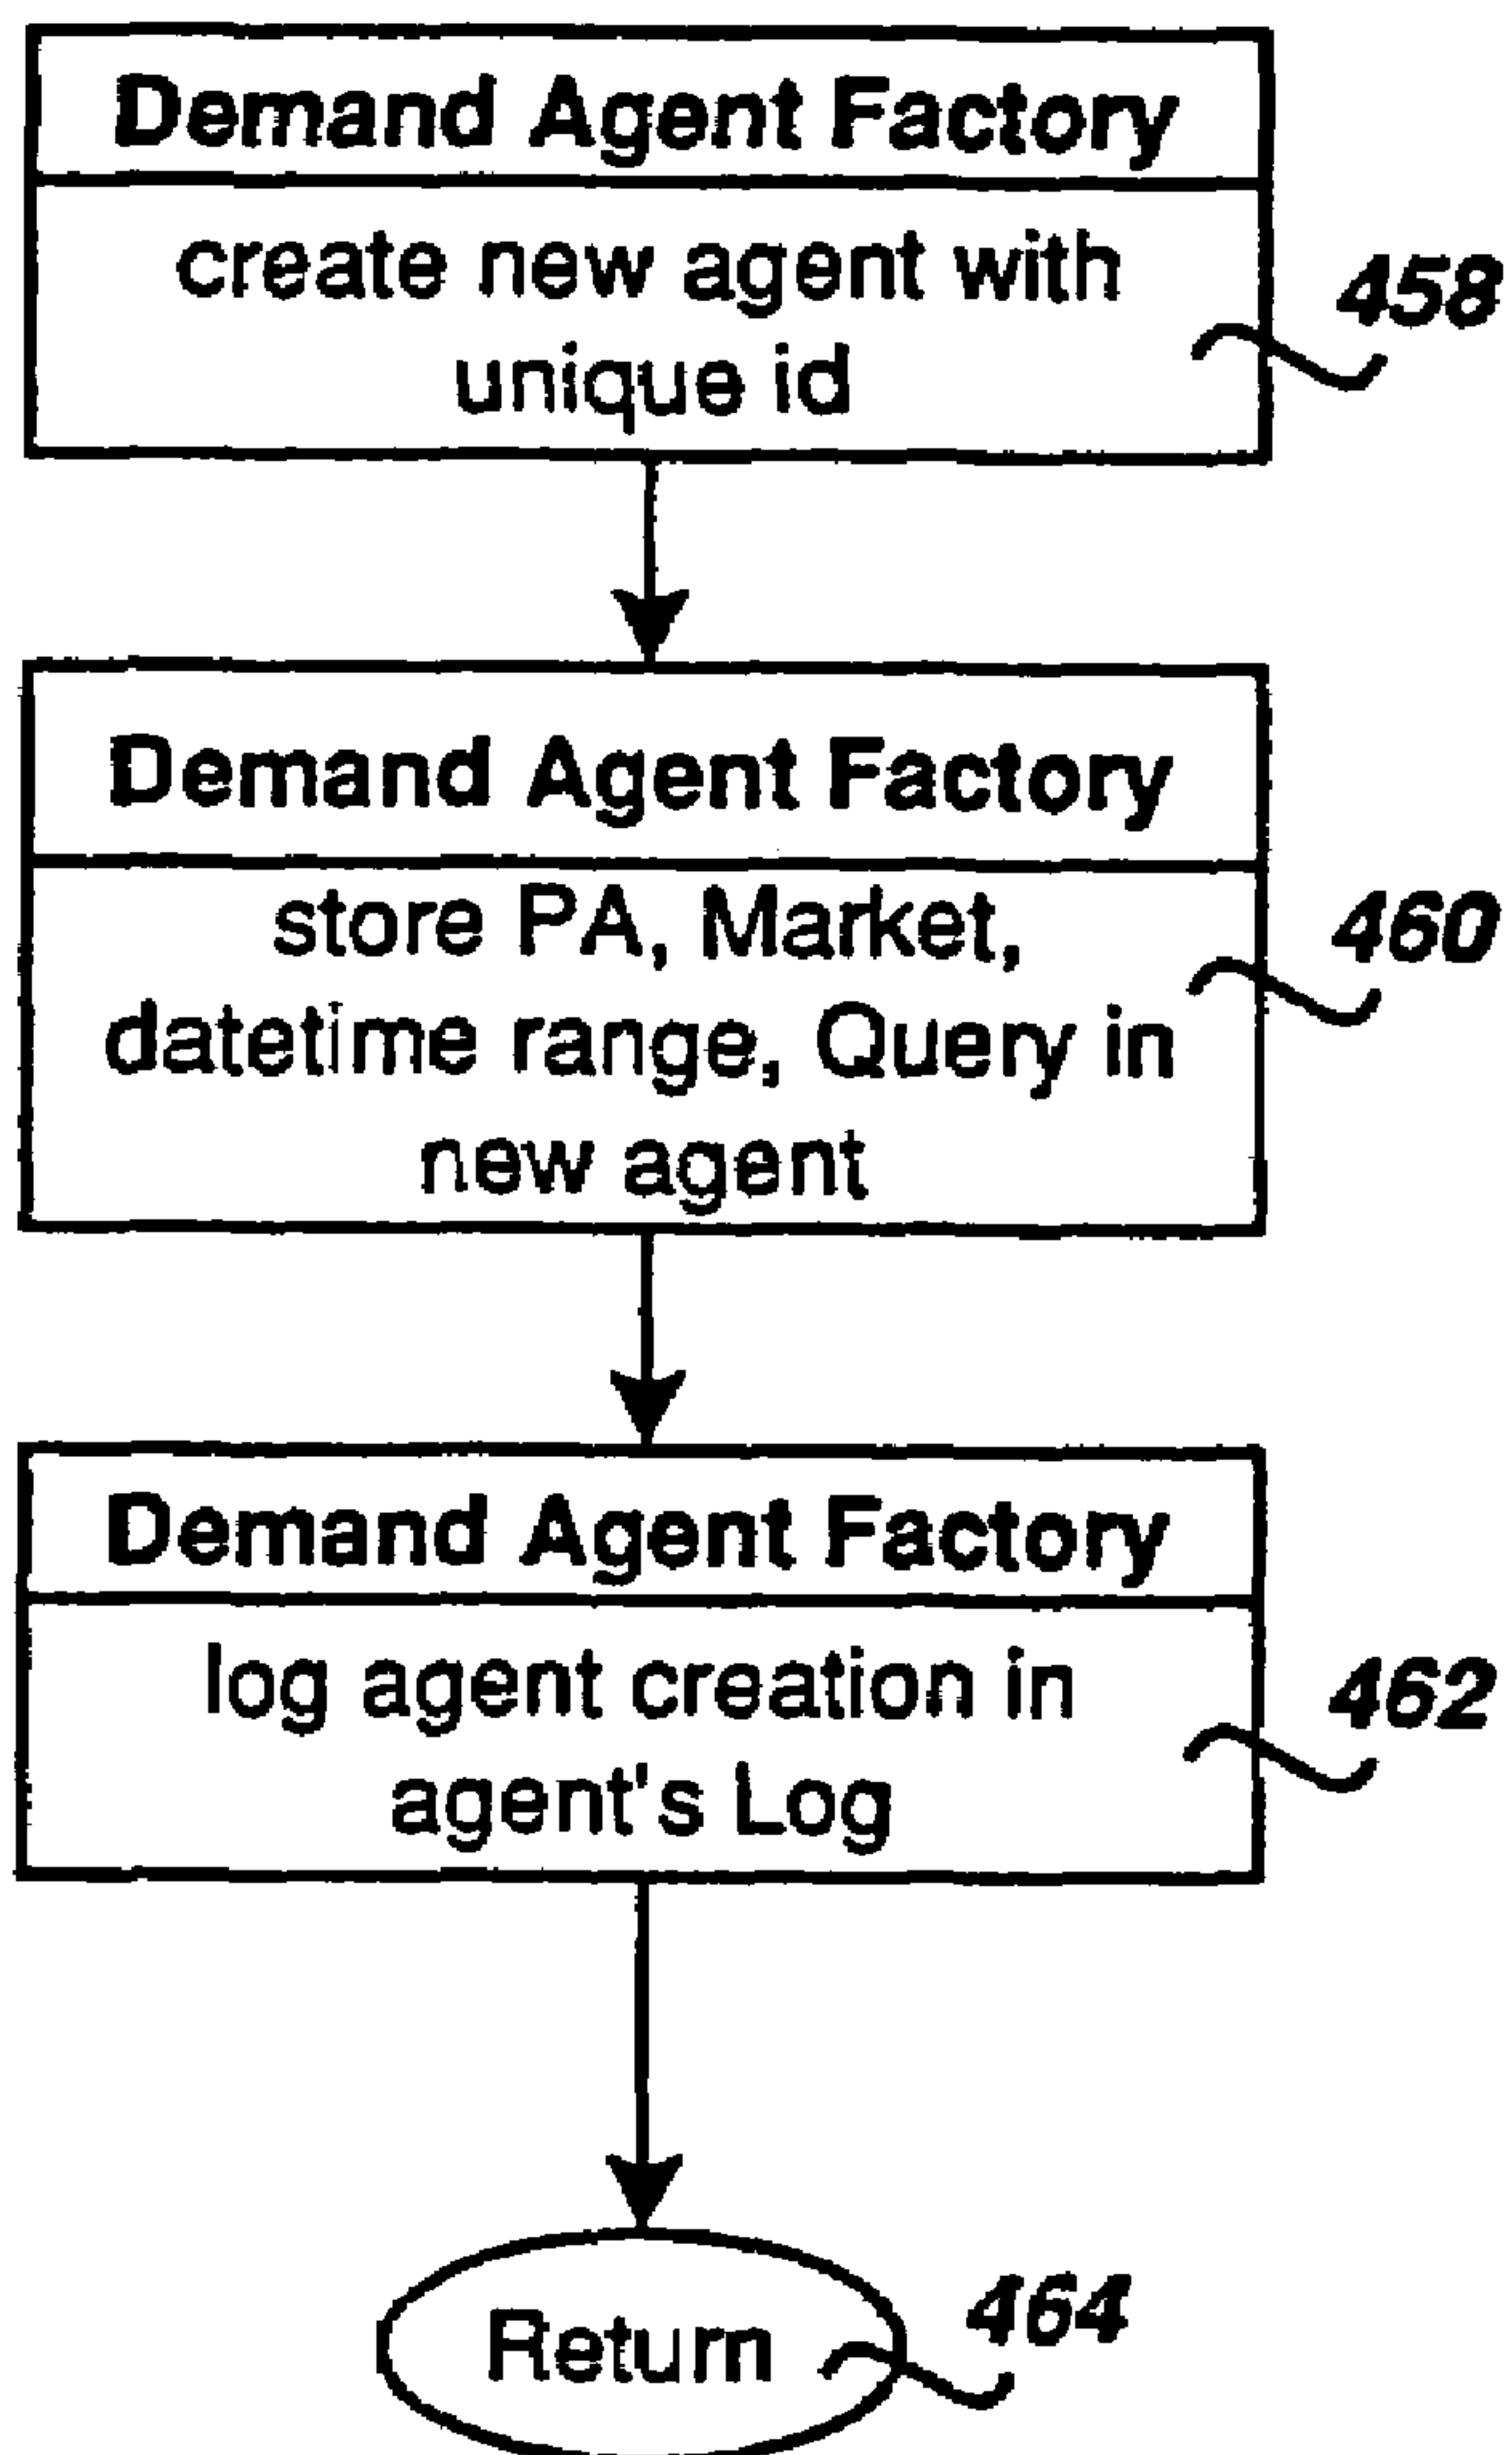 Demand Agent Factory
create new agent with
unique id
458
Demand Agent Factory
store PA, Market,
datetime range, Query in
new agent
460
Demand Agent Factory
log agent creation in
agent's Log
462
Return
464